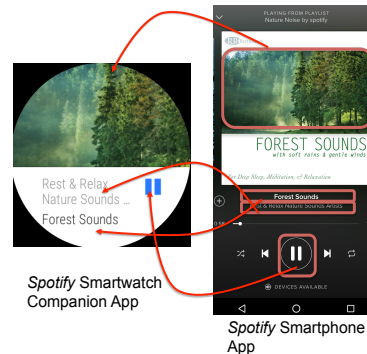 PLAYING FROM PLAYLIST
Nature Noise by spotify
FOREST SOUNDS
with soft rains & gentle winds
For Deep Sleep, Meditation, & Relaxation
Forest Sounds
Rest & Relax Nature Sounds Artists
DEVICES AVAILABLE
Rest & Relax
Nature Sounds ...
Forest Sounds
Spotify Smartwatch
Companion App
Spotify Smartphone
App